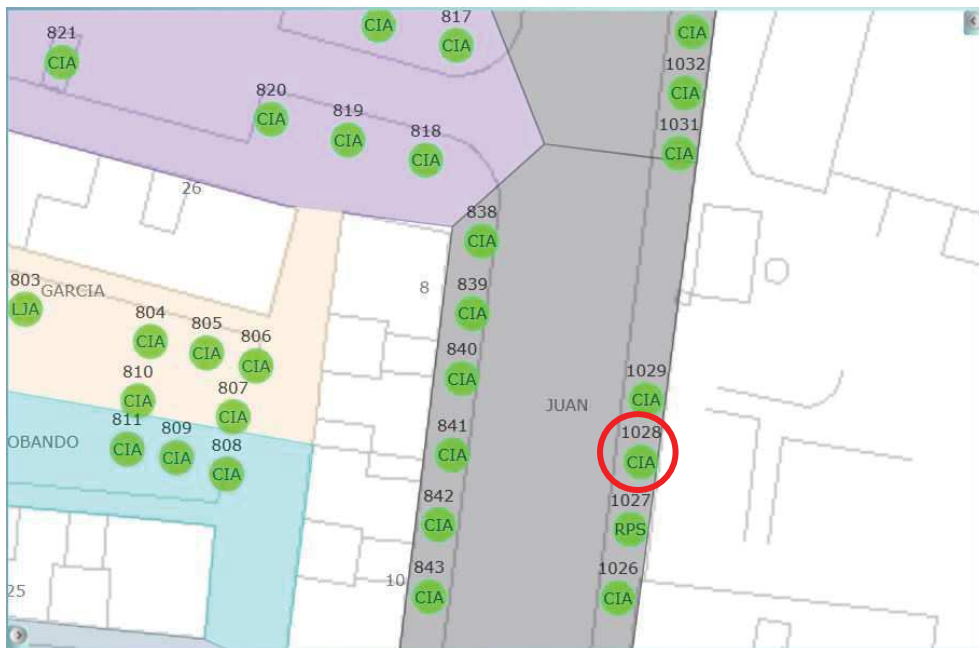 CIA
817
CIA
CIA
821
CIA
1032
CIA
820
CIA
819
CIA
818
CIA
1031
CIA
26
838
CIA
803
LJA
GARCIA
8
839
CIA
804
CIA
805
CIA
806
CIA
840
CIA
810
CIA
807
CIA
JUAN
1029
CIA
OBANDO
811
CIA
809
CIA
808
CIA
841
CIA
1028
CIA
842
CIA
1027
RPS
25
10
843
CIA
1026
CIA